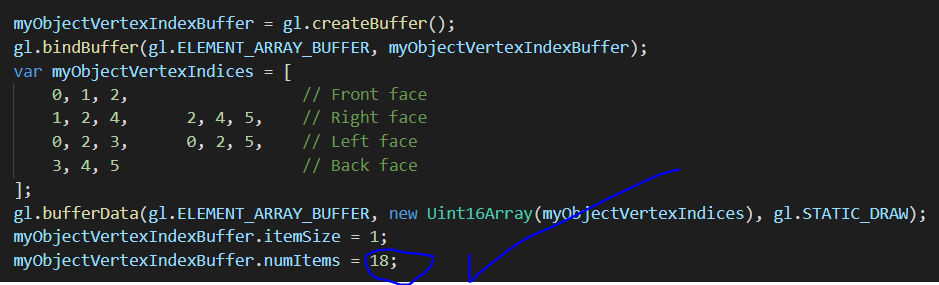 myObjectVertexIndexBuffer = gl.createBuffer();
gl.bindBuffer(gl.ELEMENT_ARRAY_BUFFER, myObjectVertexIndexBuffer);
var myObjectVertexIndices = [
    0, 1, 2,                  // Front face
    1, 2, 4,      2, 4, 5,    // Right face
    0, 2, 3,      0, 2, 5,    // Left face
    3, 4, 5                   // Back face
];
gl.bufferData(gl.ELEMENT_ARRAY_BUFFER, new Uint16Array(myObjectVertexIndices), gl.STATIC_DRAW);
myObjectVertexIndexBuffer.itemSize = 1;
myObjectVertexIndexBuffer.numItems = 18;